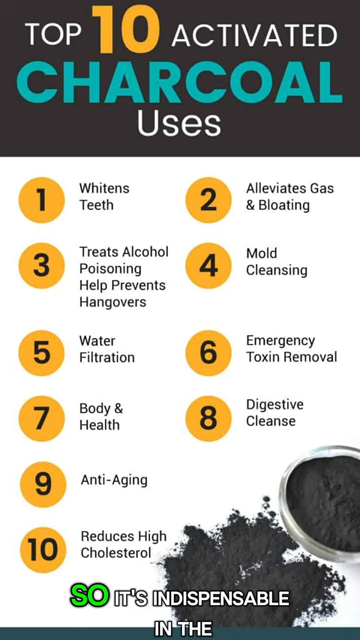 TOP 10 ACTIVATED
CHARCOAL
Uses
1 Whitens
Teeth
2 Alleviates Gas
& Bloating
3 Treats Alcohol
Poisoning
Help Prevents
Hangovers
4 Mold
Cleansing
5 Water
Filtration
6 Emergency
Toxin Removal
7 Body &
Health
8 Digestive
Cleanse
9 Anti-Aging
10 Reduces High
Cholesterol
SO IT'S INDISPENSABLE
IN THE